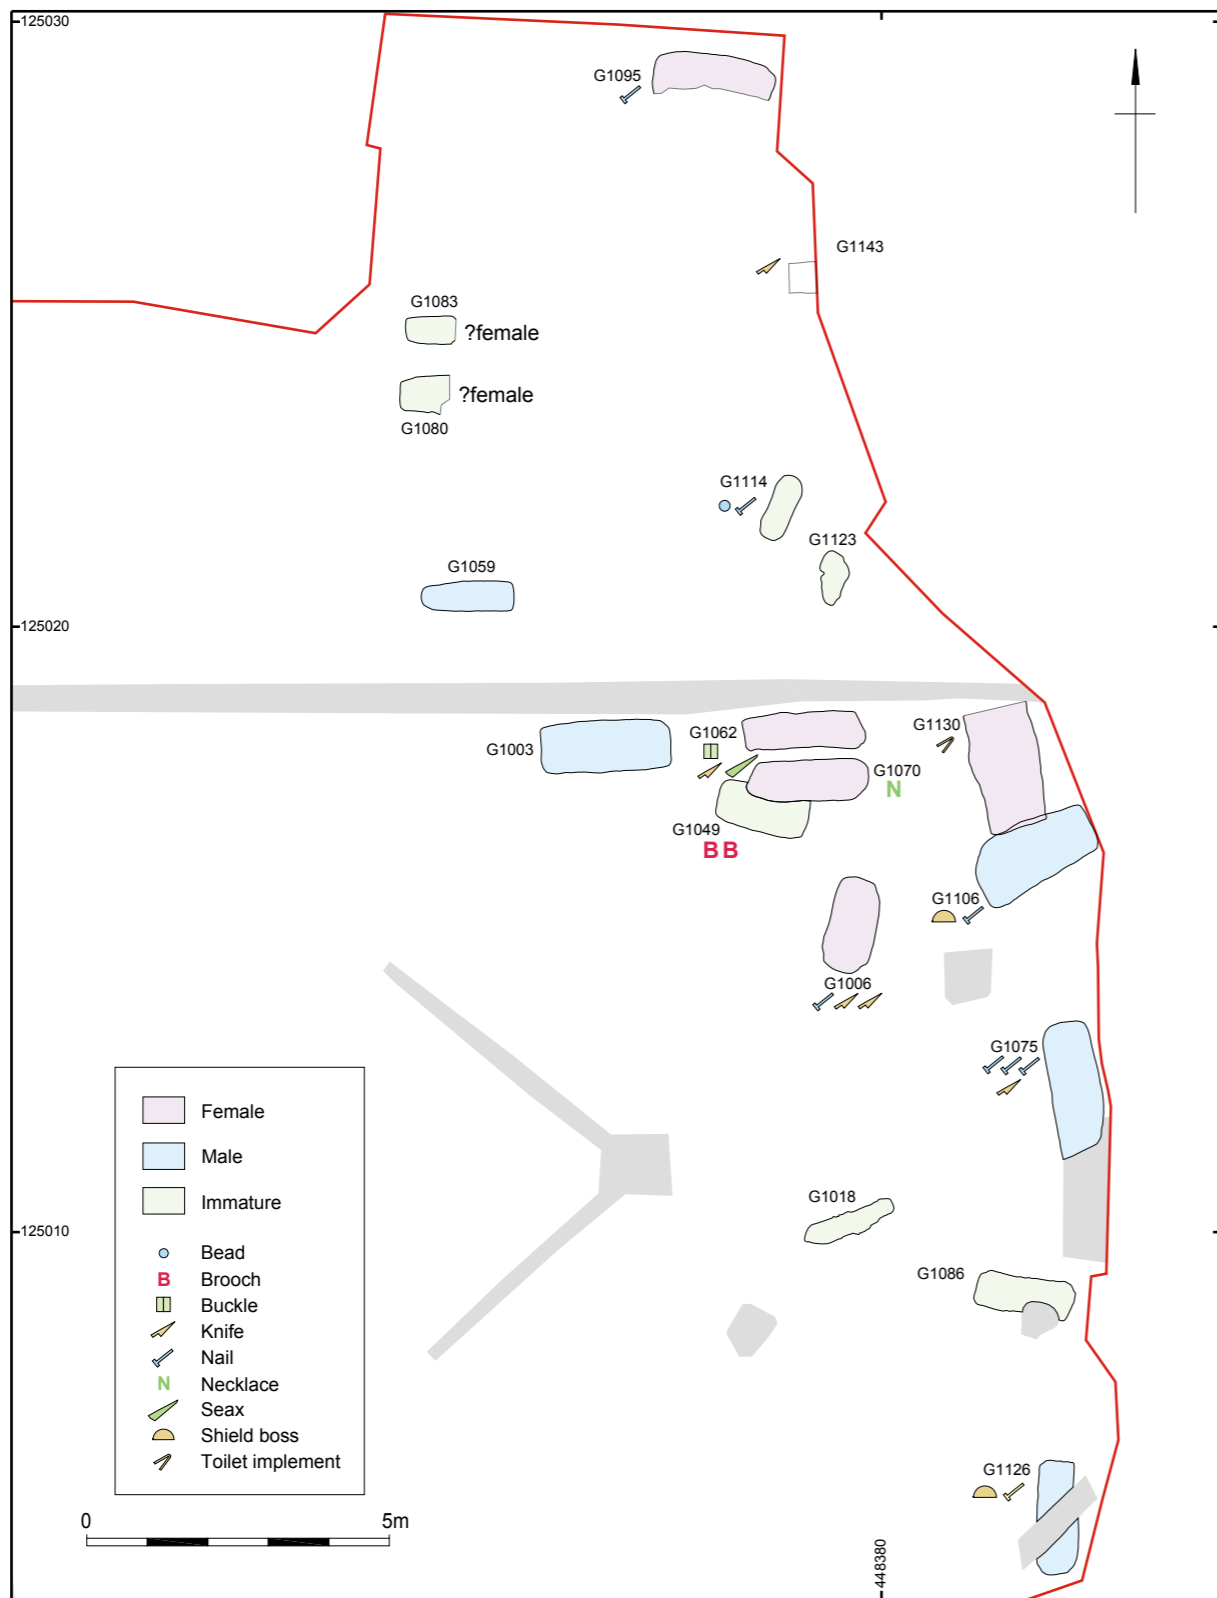 125030
G1095
G1143
G1083
?female
?female
G1080
G1114
G1123
G1059
125020
G1003
G1062
G1130
G1070
N
G1049
B B
G1106
G1006
G1075
Female
Male
Immature
Bead
B Brooch
Buckle
Knife
Nail
N Necklace
Seax
Shield boss
Toilet implement
G1018
125010
G1086
G1126
0 5m
448380